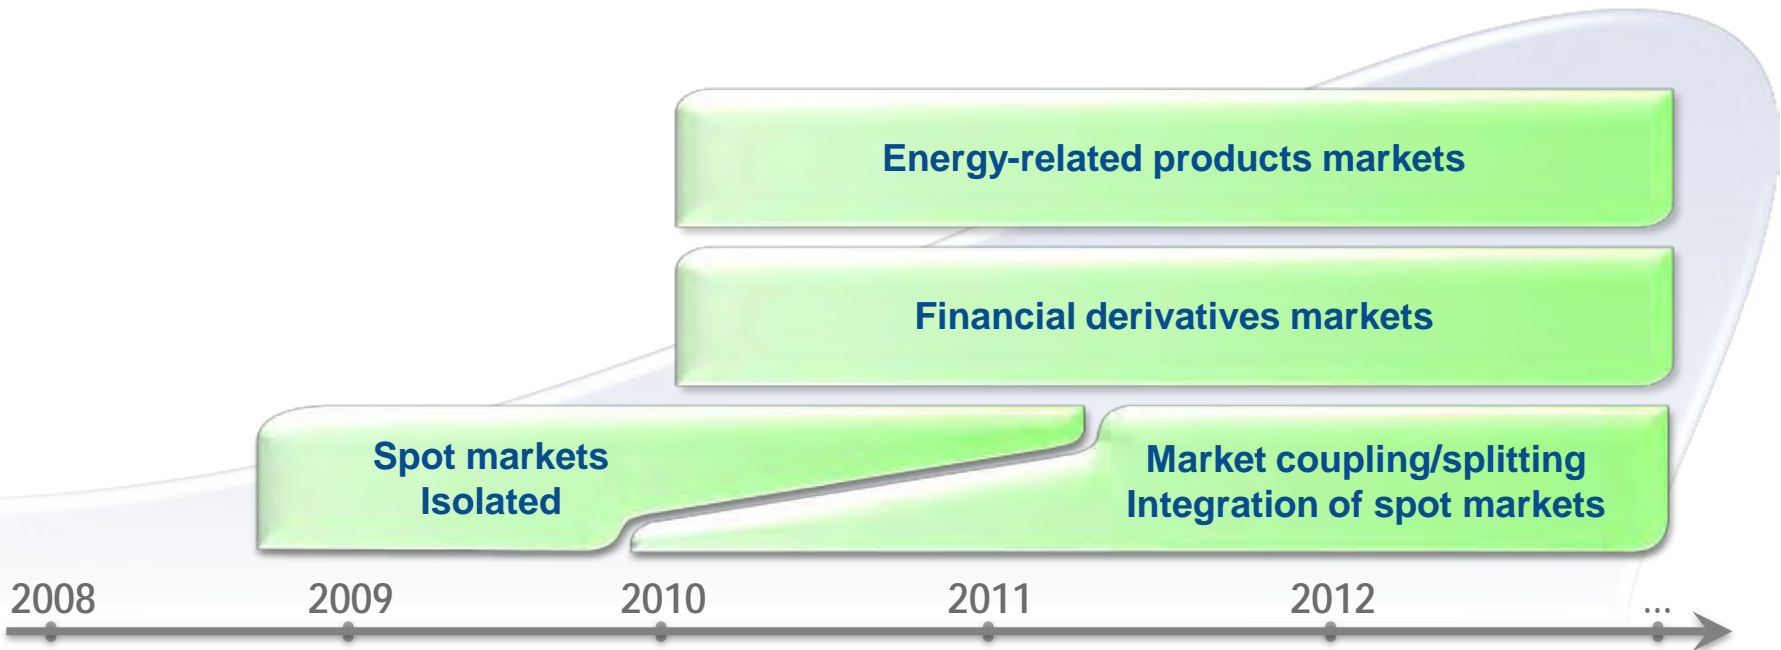 Energy-related products markets
Financial derivatives markets
Spot markets
Isolated
Market coupling/splitting
Integration of spot markets
2008 2009 2010 2011 2012 ...